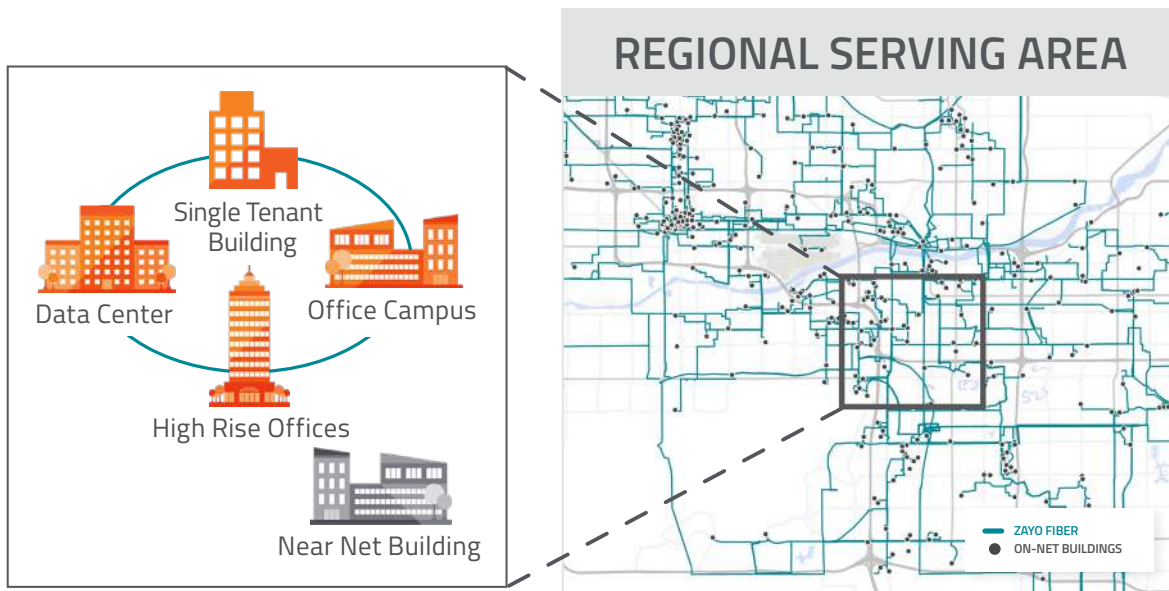 REGIONAL SERVING AREA
Single Tenant
Building
Data Center
Office Campus
High Rise Offices
Near Net Building
ZAYO FIBER
ON-NET BUILDINGS